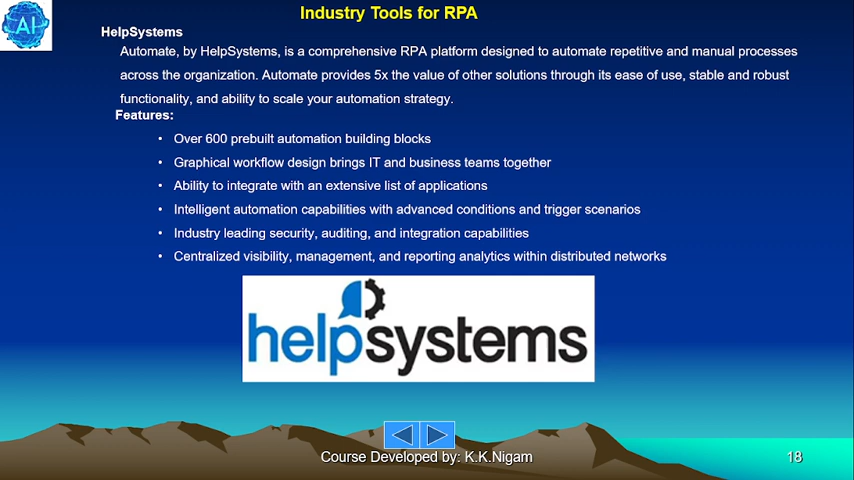 Industry Tools for RPA
AI
HelpSystems
Automate, by HelpSystems, is a comprehensive RPA platform designed to automate repetitive and manual processes
across the organization. Automate provides 5x the value of other solutions through its ease of use, stable and robust
functionality, and ability to scale your automation strategy.
Features:
• Over 600 prebuilt automation building blocks
• Graphical workflow design brings IT and business teams together
• Ability to integrate with an extensive list of applications
• Intelligent automation capabilities with advanced conditions and trigger scenarios
• Industry leading security, auditing, and integration capabilities
• Centralized visibility, management, and reporting analytics within distributed networks
helpsystems
Course Developed by: K.K.Nigam
18